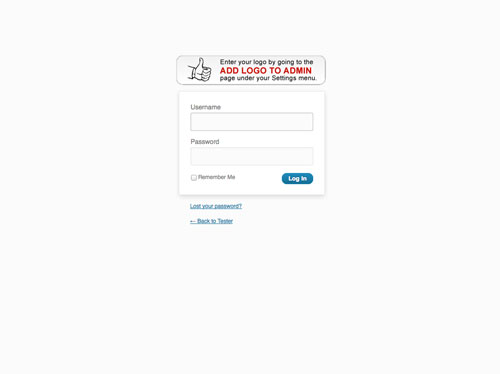 Enter your logo by going to the
ADD LOGO TO ADMIN
page under your Settings menu.
Username
Password
Remember Me
Log In
Lost your password?
← Back to Tester